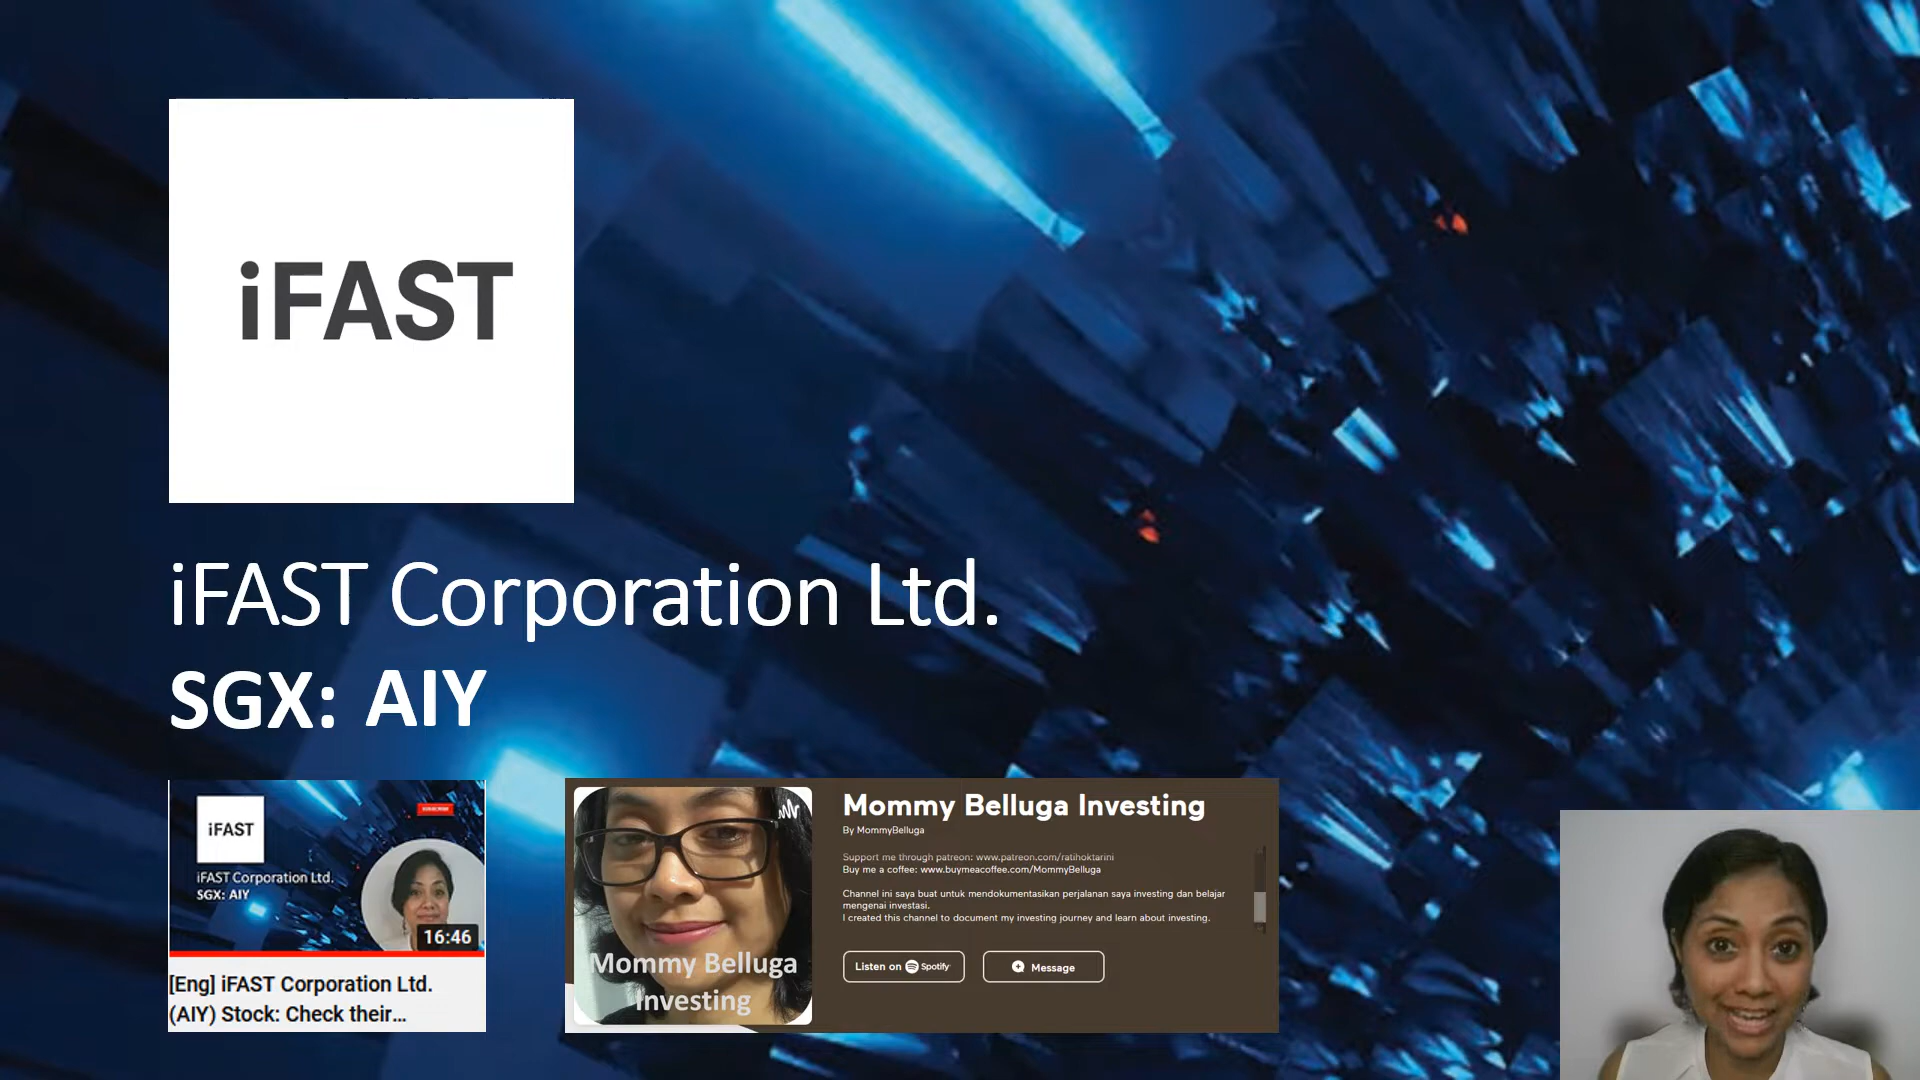 iFAST
iFAST Corporation Ltd.
SGX: AIY
iFAST
iFAST Corporation Ltd.
SGX: AIY
16:46
[Eng] iFAST Corporation Ltd.
(AIY) Stock: Check their...
Mommy Belluga
Investing
Mommy Belluga Investing
By MommyBelluga
Support me through patreon: www.patreon.com/ratihoktarini
Buy me a coffee: www.buymeacoffee.com/MommyBelluga
Channel ini saya buat untuk mendokumentasikan perjalanan saya investing dan belajar
mengenai investasi.
I created this channel to document my investing journey and learn about investing.
Listen on Spotify
Message